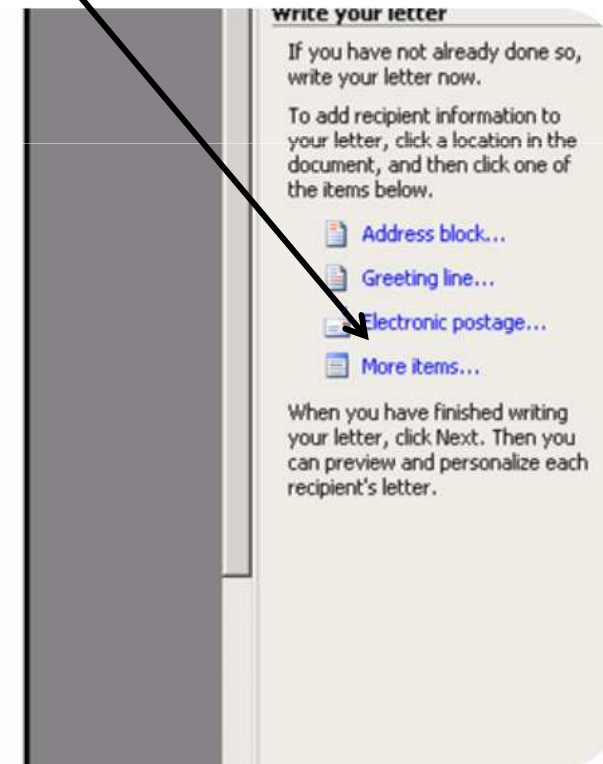 Write your letter
If you have not already done so,
write your letter now.
To add recipient information to
your letter, click a location in the
document, and then click one of
the items below.
Address block...
Greeting line...
Electronic postage...
More items...
When you have finished writing
your letter, click Next. Then you
can preview and personalize each
recipient's letter.